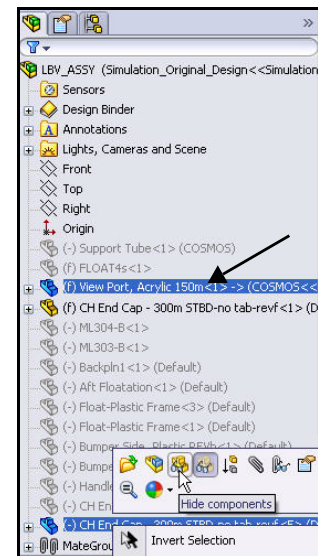 »
LBV_ASSY (Simulation_Original_Design<<Simulation
Sensors
Design Binder
A Annotations
Lights, Cameras and Scene
Front
Top
Right
Origin
(-) Support Tube<1> (COSMOS)
(f) FLOAT4s<1>
(f) View Port, Acrylic 150m<1> -> (COSMOS<<
(f) CH End Cap - 300m STBD-no tab-revf<1> (D
(-) ML304-B<1>
(-) ML303-B<1>
(-) Backpln1<1> (Default)
(-) Aft Floatation<1> (Default)
(-) Float-Plastic Frame<3> (Default)
(-) Float-Plastic Frame<2> (Default)
(-) Bumper Side, Plastic REVb<1> (Default)
(-) Bumpe
(-) Handle
(-) CH En
Hide components
(-) CH End Cap - 300m STBD-no tab-revf<5> (D
MateGrou
Invert Selection